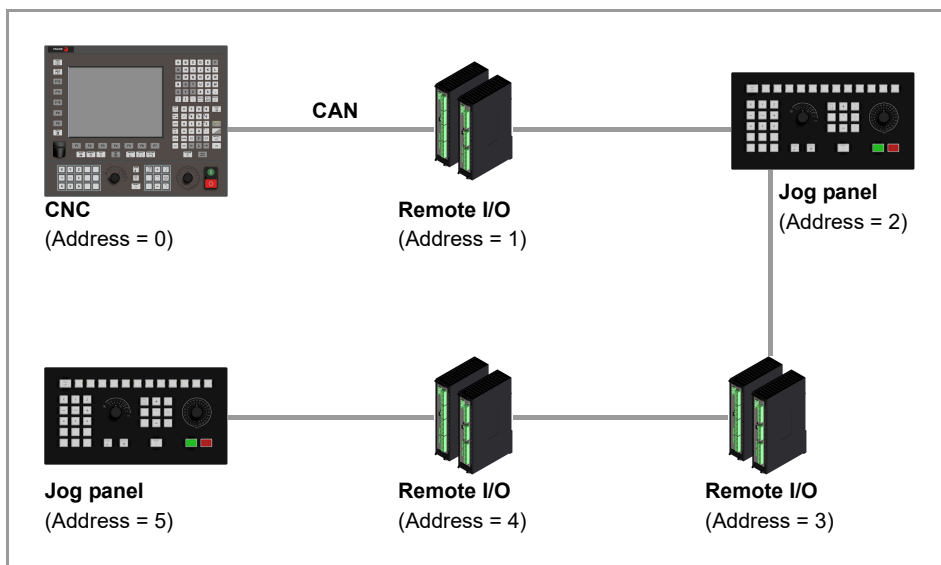 CAN
CNC
(Address = 0)
Remote I/O
(Address = 1)
Jog panel
(Address = 2)
Jog panel
(Address = 5)
Remote I/O
(Address = 4)
Remote I/O
(Address = 3)